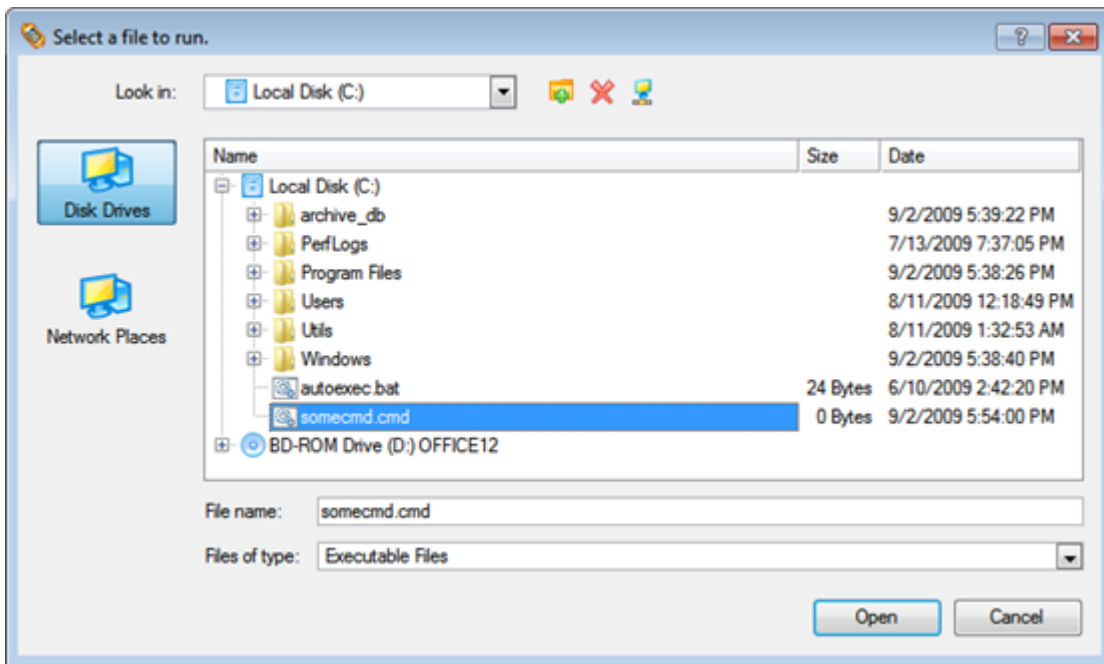 Select a file to run.
Look in: Local Disk (C:)
Disk Drives
Network Places
Name Size Date
Local Disk (C:)
archive_db 9/2/2009 5:39:22 PM
PerfLogs 7/13/2009 7:37:05 PM
Program Files 9/2/2009 5:38:26 PM
Users 8/11/2009 12:18:49 PM
Utils 8/11/2009 1:32:53 AM
Windows 9/2/2009 5:38:40 PM
autoexec.bat 24 Bytes 6/10/2009 2:42:20 PM
somecmd.cmd 0 Bytes 9/2/2009 5:54:00 PM
BD-ROM Drive (D:) OFFICE12
File name: somecmd.cmd
Files of type: Executable Files
Open Cancel